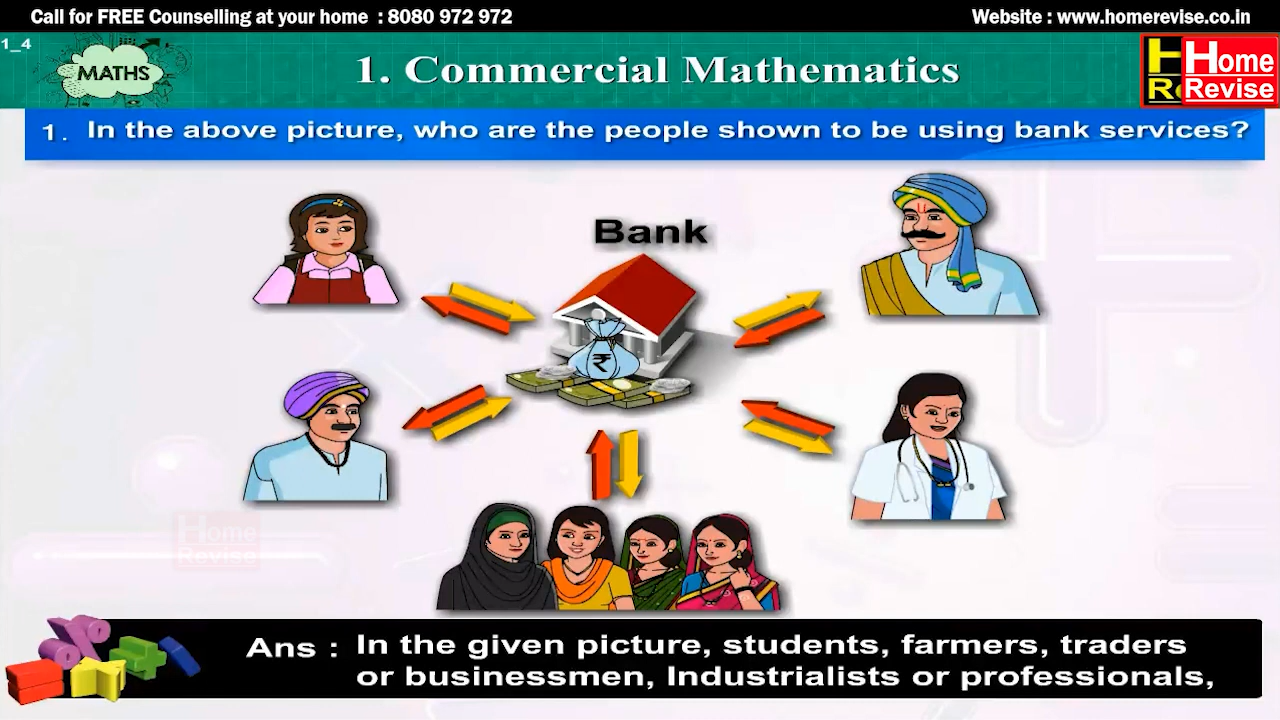 Call for FREE Counselling at your home : 8080 972 972
Website : www.homerevise.co.in
1_4
MATHS
1. Commercial Mathematics
Home
Revise
1. In the above picture, who are the people shown to be using bank services?
Bank
₹
Home
Revise
Ans : In the given picture, students, farmers, traders
or businessmen, Industrialists or professionals,